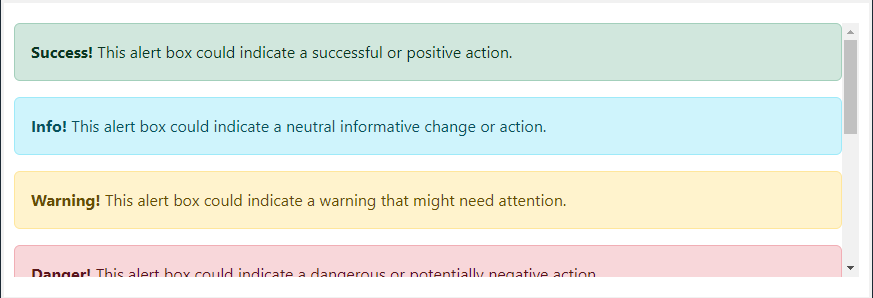 Success! This alert box could indicate a successful or positive action.
Info! This alert box could indicate a neutral informative change or action.
Warning! This alert box could indicate a warning that might need attention.
Danger! This alert box could indicate a dangerous or potentially negative action.